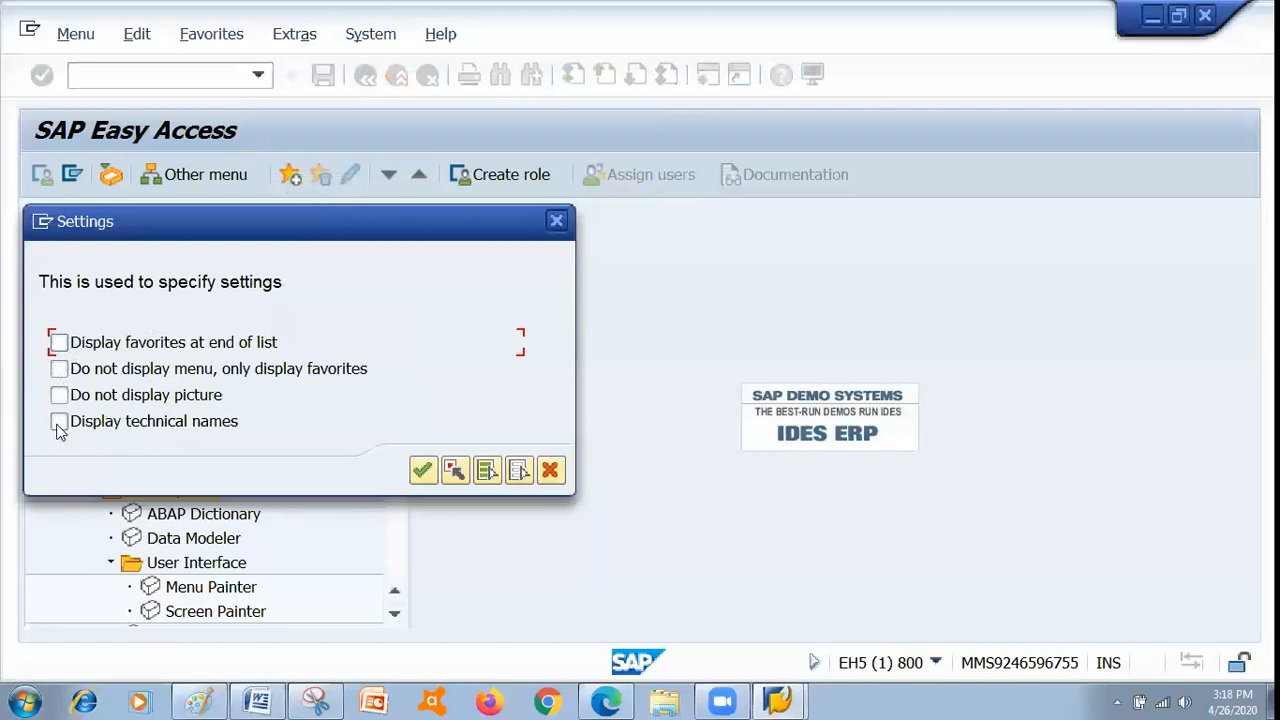 Menu Edit Favorites Extras System Help
SAP Easy Access
Other menu Create role Assign users Documentation
Settings
This is used to specify settings
Display favorites at end of list
Do not display menu, only display favorites
Do not display picture
Display technical names
SAP DEMO SYSTEMS
THE BEST-RUN DEMOS RUN IDES
IDES ERP
ABAP Dictionary
Data Modeler
User Interface
Menu Painter
Screen Painter
SAP
EH5 (1) 800 MMS9246596755 INS
3:18 PM
4/26/2020